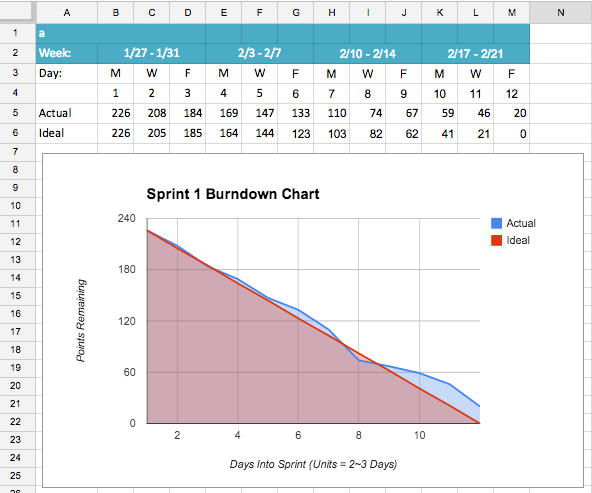 A B C D E F G H I J K L M N
1 a
2 Week: 1/27 - 1/31 2/3 - 2/7 2/10 - 2/14 2/17 - 2/21
3 Day: M W F M W F M W F M W F
4 1 2 3 4 5 6 7 8 9 10 11 12
5 Actual 226 208 184 169 147 133 110 74 67 59 46 20
6 Ideal 226 205 185 164 144 123 103 82 62 41 21 0
7
8
9
10
11
12
13
14
15
16
17
18
19
20
21
22
23
24
25
26
Sprint 1 Burndown Chart
240
180
120
60
0
Points Remaining
2 4 6 8 10
Days Into Sprint (Units = 2~3 Days)
Actual
Ideal